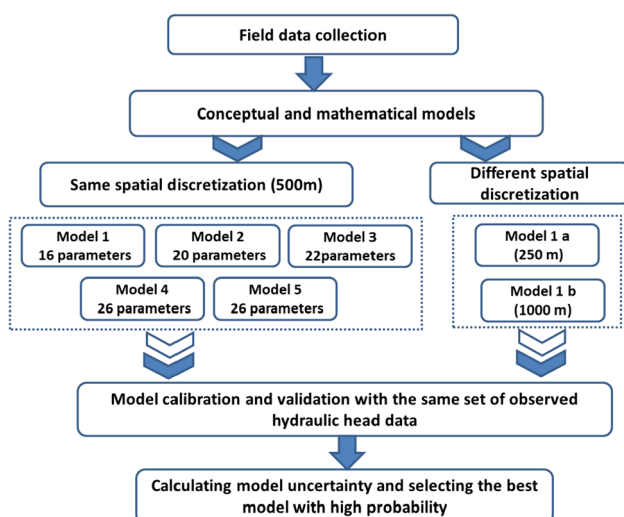 Field data collection
Conceptual and mathematical models
Same spatial discretization (500m)
Different spatial
discretization
Model 1
16 parameters
Model 2
20 parameters
Model 3
22parameters
Model 4
26 parameters
Model 5
26 parameters
Model 1 a
(250 m)
Model 1 b
(1000 m)
Model calibration and validation with the same set of observed
hydraulic head data
Calculating model uncertainty and selecting the best
model with high probability